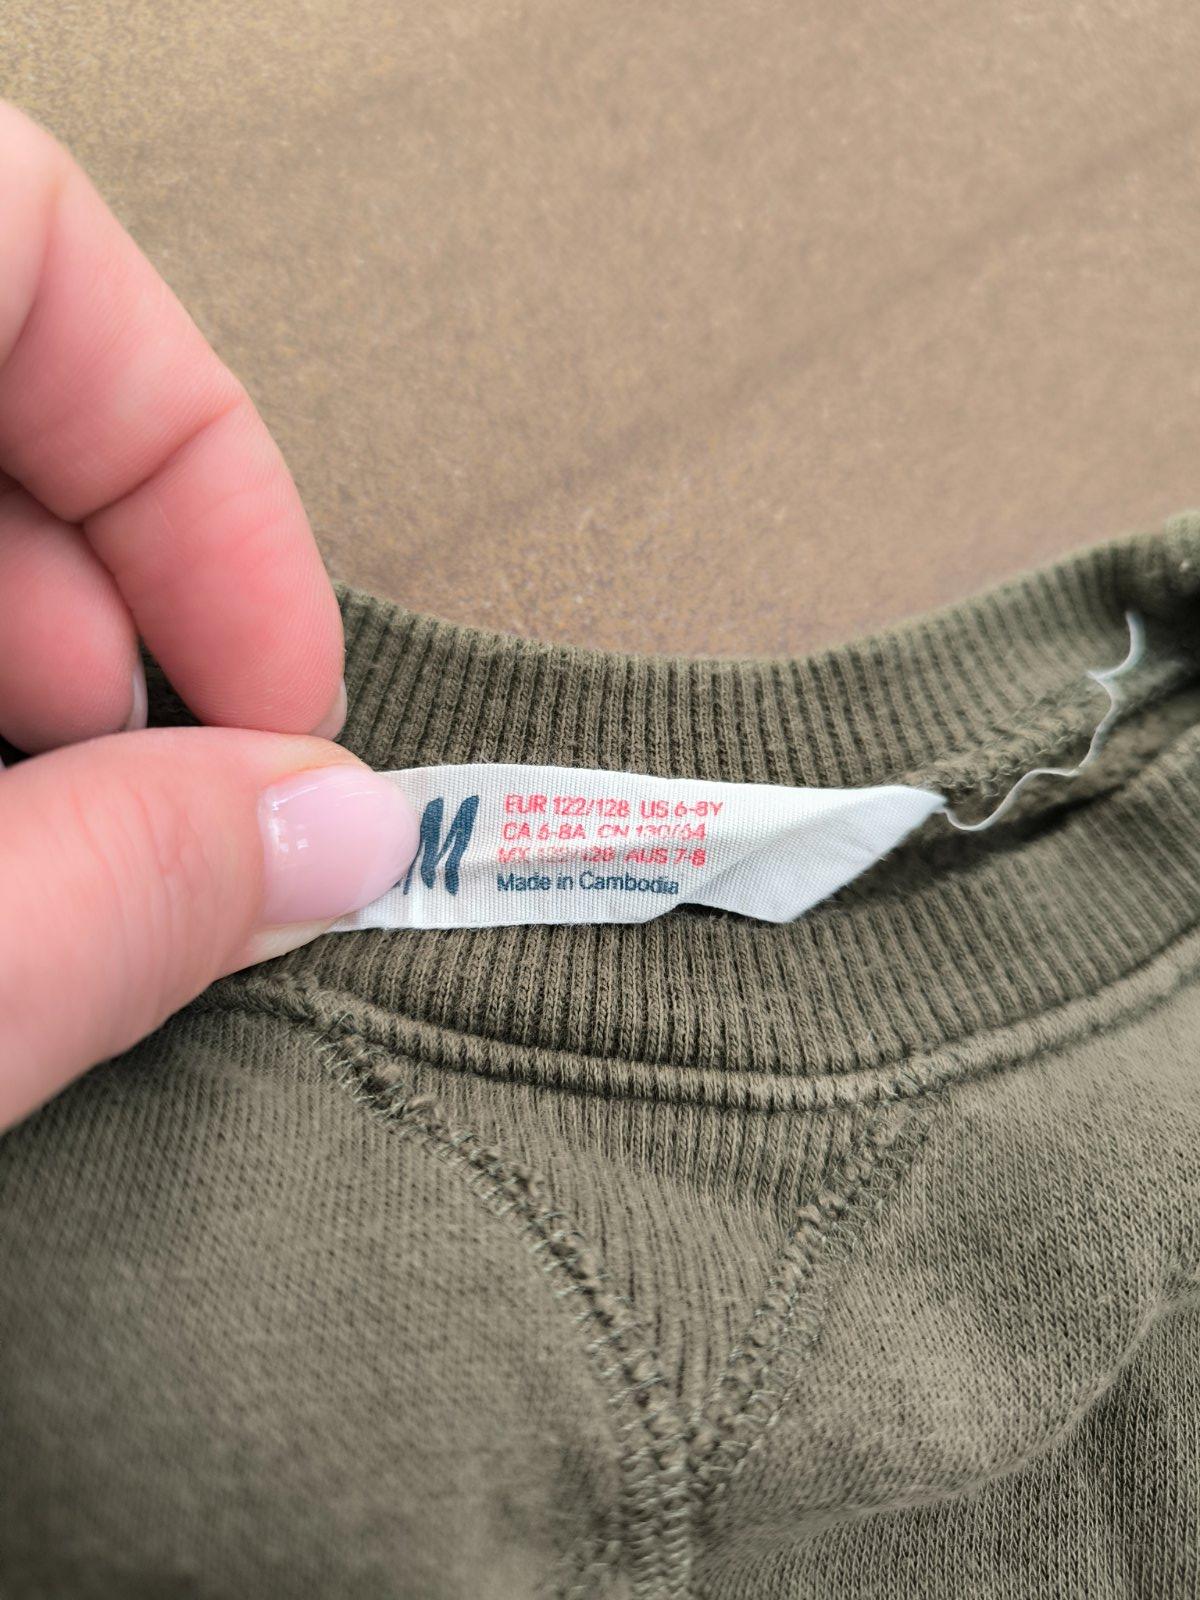 M
EUR 122/128 US 6-8Y
CA 6-8A CN 130/64
MX 122/128 AUS 7-8
Made in Cambodia